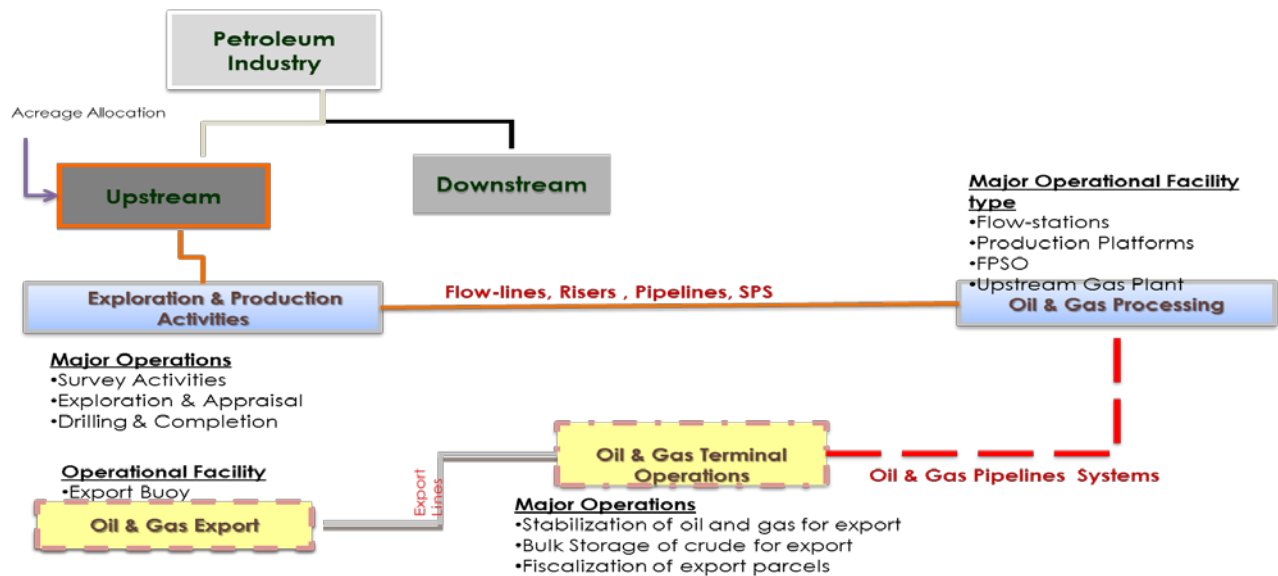 Petroleum
Industry
Acreage Allocation
Upstream
Downstream
Major Operational Facility
type
•Flow-stations
•Production Platforms
•FPSO
•Upstream Gas Plant
Exploration & Production
Activities
Flow-lines, Risers , Pipelines, SPS
Oil & Gas Processing
Major Operations
•Survey Activities
•Exploration & Appraisal
•Drilling & Completion
Oil & Gas Terminal
Operations
Oil & Gas Pipelines Systems
Operational Facility
•Export Buoy
Oil & Gas Export
Export
Lines
Major Operations
•Stabilization of oil and gas for export
•Bulk Storage of crude for export
•Fiscalization of export parcels